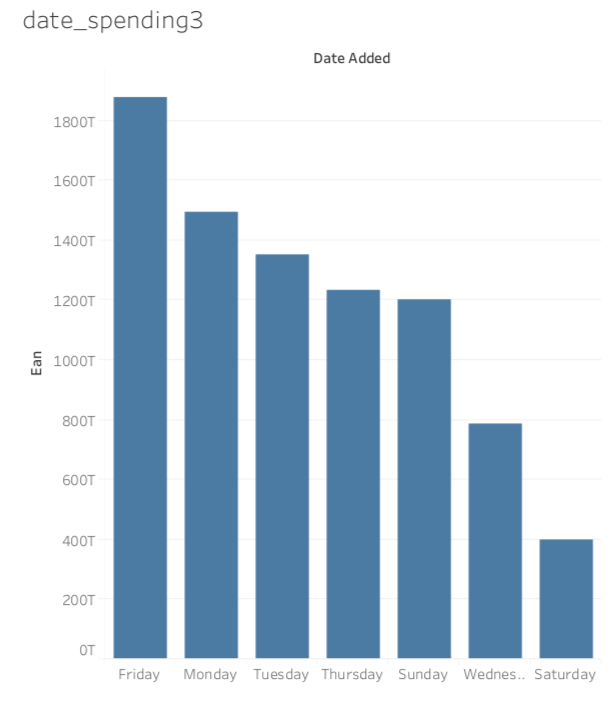 date_spending3
Date Added
1800T
1600T
1400T
1200T
1000T
800T
600T
400T
200T
0T
Ean
Friday Monday Tuesday Thursday Sunday Wednes.. Saturday